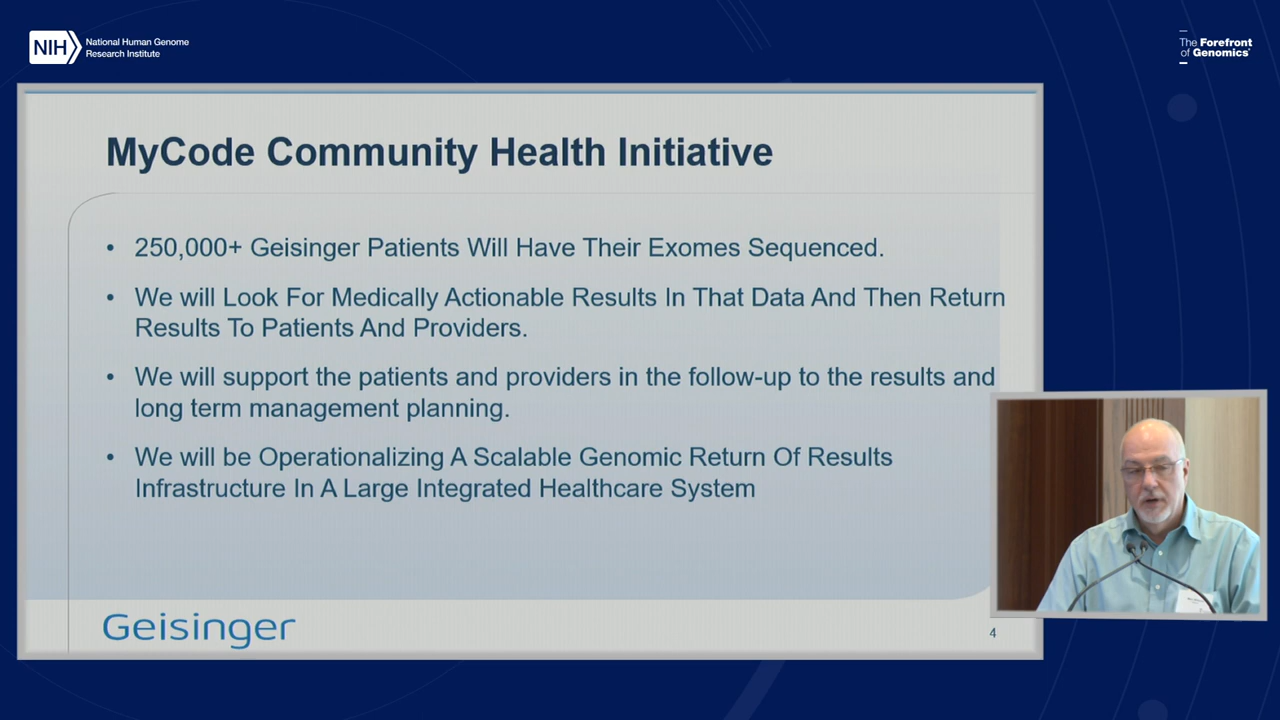 NIH
National Human Genome
Research Institute
The Forefront
of Genomics®
MyCode Community Health Initiative
• 250,000+ Geisinger Patients Will Have Their Exomes Sequenced.
• We will Look For Medically Actionable Results In That Data And Then Return
Results To Patients And Providers.
• We will support the patients and providers in the follow-up to the results and
long term management planning.
• We will be Operationalizing A Scalable Genomic Return Of Results
Infrastructure In A Large Integrated Healthcare System
Geisinger
4